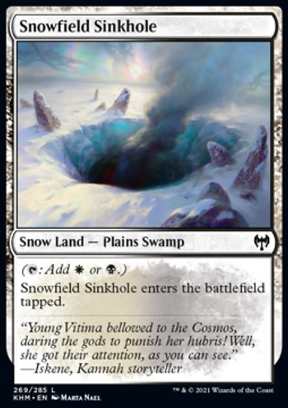 Snowfield Sinkhole
Snow Land — Plains Swamp
(: Add or .)
Snowfield Sinkhole enters the battlefield
tapped.
"Young Vitima bellowed to the Cosmos,
daring the gods to punish her hubris! Well,
she got their attention, as you can see."
—Iskene, Kannah storyteller
269/285 L
KHM • EN MARTA NAEL
™ & © 2021 Wizards of the Coast